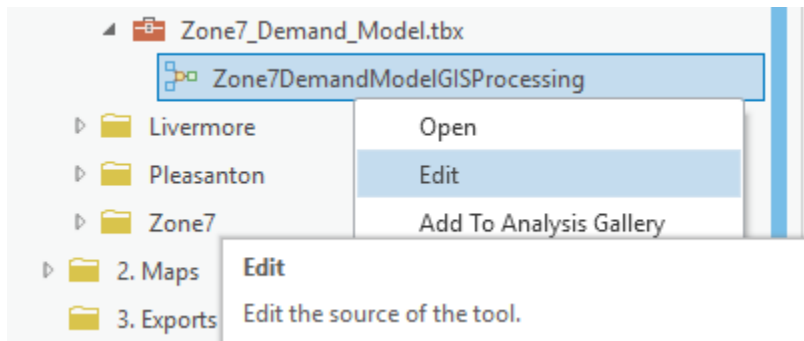 Zone7_Demand_Model.tbx
Zone7DemandModelGISProcessing
Livermore
Open
Pleasanton
Edit
Zone7
Add To Analysis Gallery
2. Maps
Edit
3. Exports
Edit the source of the tool.